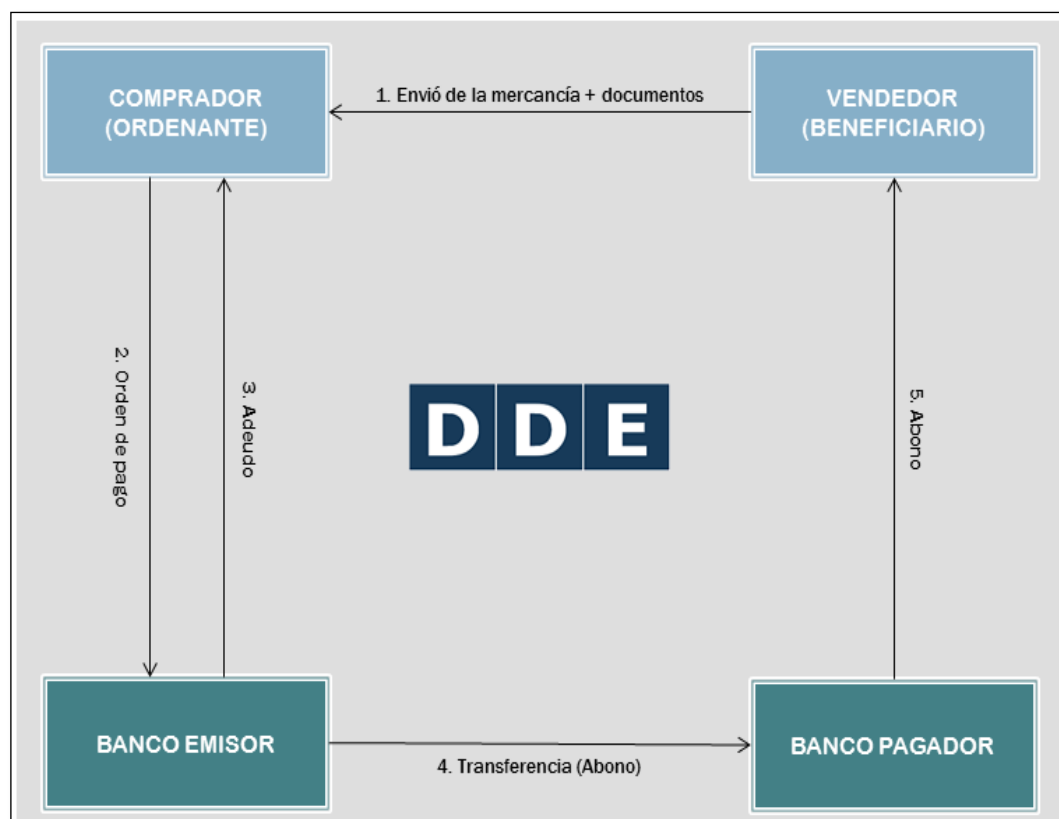 COMPRADOR
(ORDENANTE)
1. Envió de la mercancía + documentos
VENDEDOR
(BENEFICIARIO)
2. Orden de pago
3. Adeudo
DDE
5. Abono
BANCO EMISOR
4. Transferencia (Abono)
BANCO PAGADOR